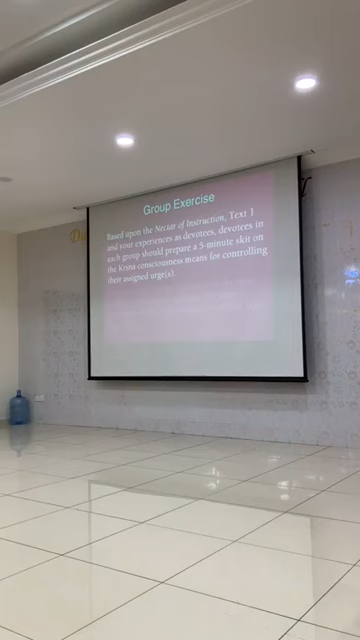 Group Exercise
Based upon the Nectar of Instruction, Text 1
and your experiences as devotees, devotees in
each group should prepare a 5-minute skit on
the Krsna consciousness means for controlling
their assigned urge(s).